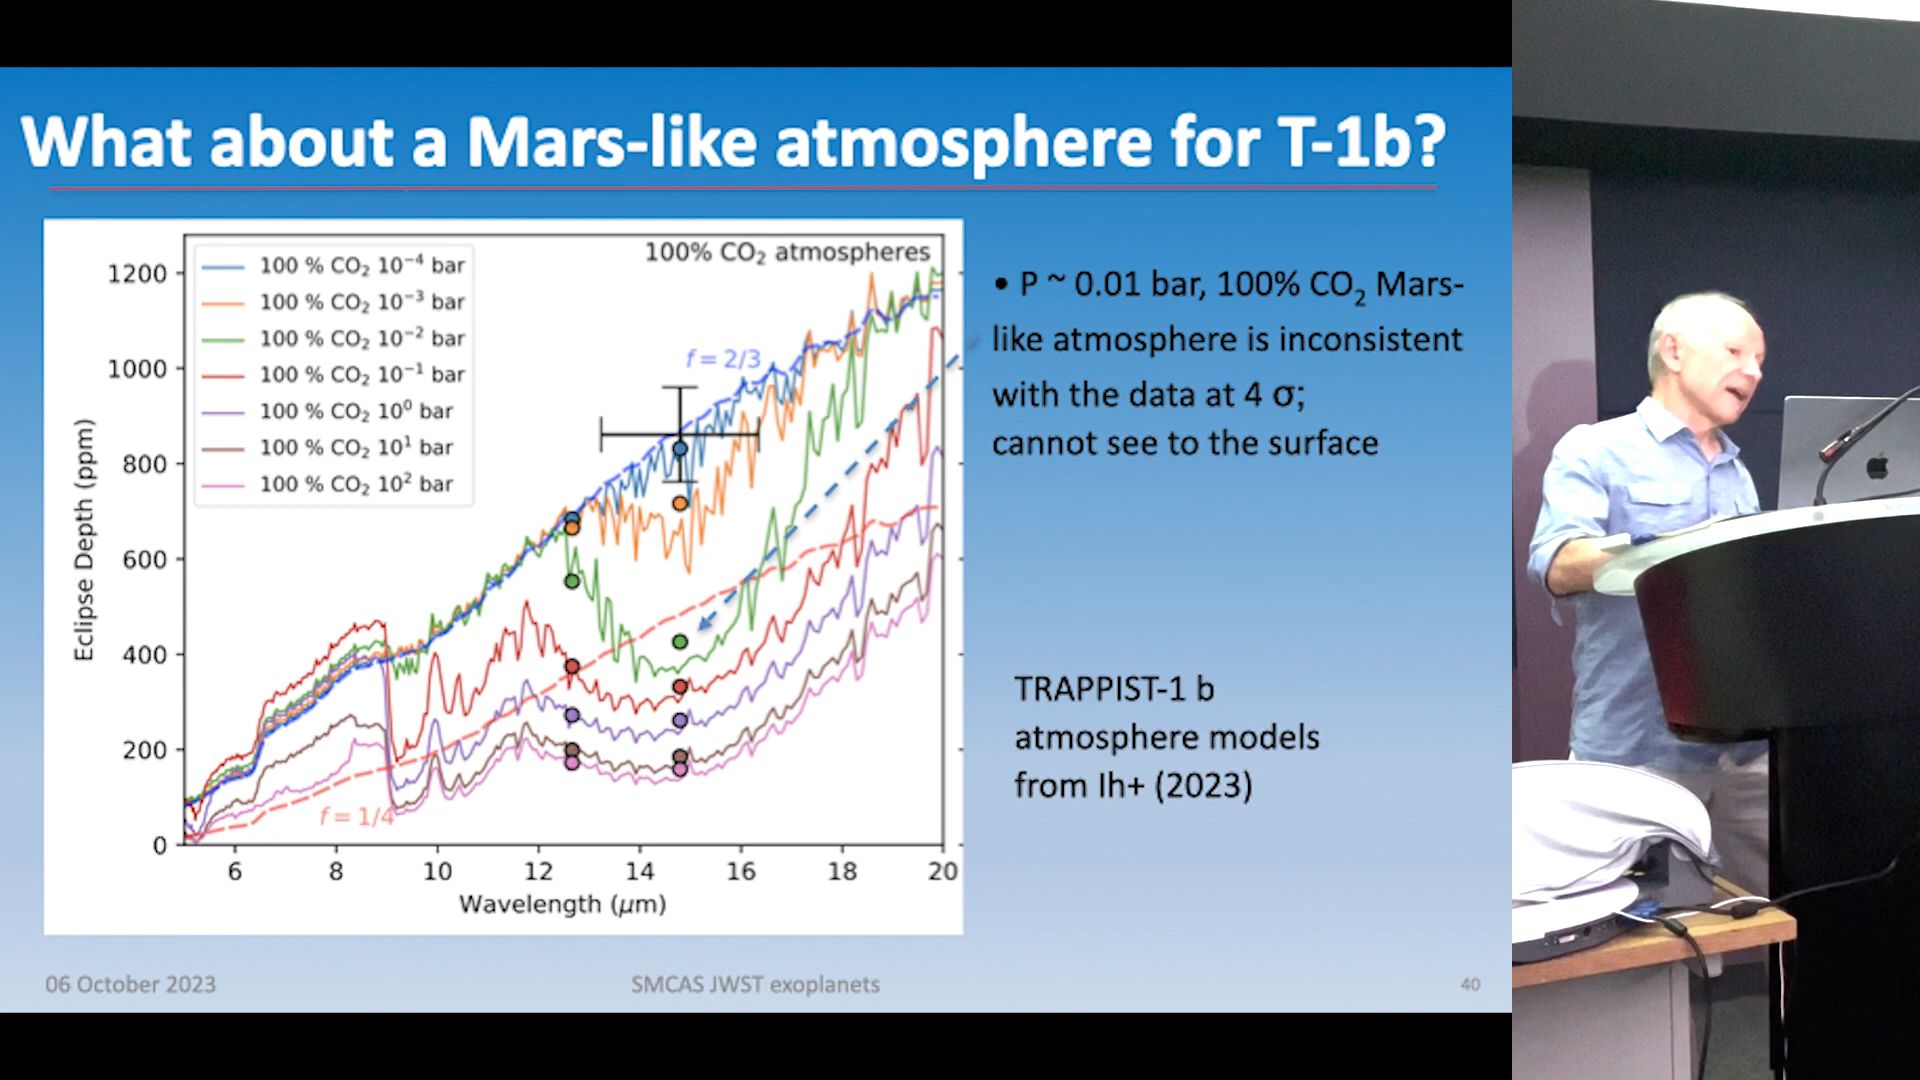 What about a Mars-like atmosphere for T-1b?
100% CO₂ atmospheres
100 % CO₂ 10⁻⁴ bar
100 % CO₂ 10⁻³ bar
100 % CO₂ 10⁻² bar
100 % CO₂ 10⁻¹ bar
100 % CO₂ 10⁰ bar
100 % CO₂ 10¹ bar
100 % CO₂ 10² bar
f = 2/3
f = 1/4
Eclipse Depth (ppm)
1200
1000
800
600
400
200
0
6 8 10 12 14 16 18 20
Wavelength (μm)
• P ~ 0.01 bar, 100% CO₂ Mars-
like atmosphere is inconsistent
with the data at 4 σ;
cannot see to the surface
TRAPPIST-1 b
atmosphere models
from Ih+ (2023)
06 October 2023
SMCAS JWST exoplanets
40